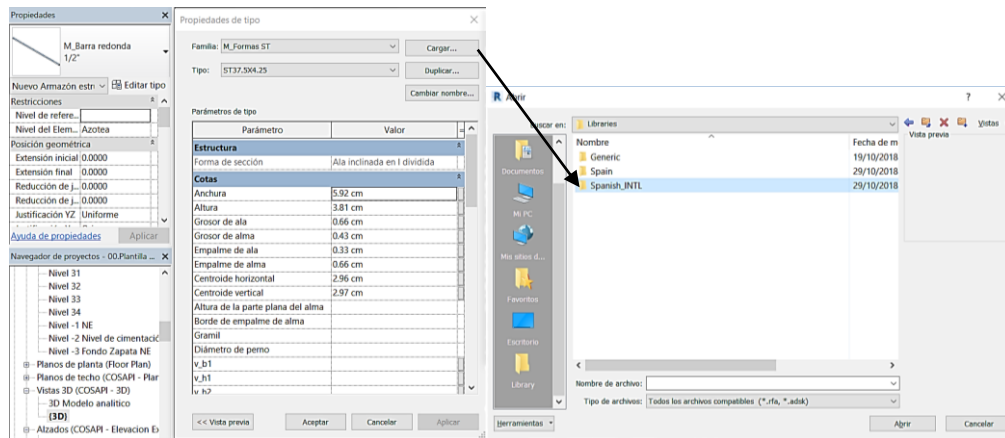 Propiedades
M_Barra redonda
1/2"
Nuevo Armazón estr
Editar tipo
Restricciones
Nivel de refere...
Nivel del Elem... Azotea
Posición geométrica
Extensión inicial 0.0000
Extensión final 0.0000
Reducción de j... 0.0000
Reducción de j... 0.0000
Justificación YZ Uniforme
Ayuda de propiedades
Aplicar
Navegador de proyectos - 00.Plantilla ...
Nivel 31
Nivel 32
Nivel 33
Nivel 34
Nivel -1 NE
Nivel -2 Nivel de cimentació
Nivel -3 Fondo Zapata NE
Planos de planta (Floor Plan)
Planos de techo (COSAPI - Plar
Vistas 3D (COSAPI - 3D)
3D Modelo analitico
{3D}
Alzados (COSAPI - Elevacion Ex
Propiedades de tipo
Familia: M_Formas ST
Cargar...
Tipo: ST37.5X4.25
Duplicar...
Cambiar nombre...
Parámetros de tipo
Parámetro Valor =
Estructura
Forma de sección Ala inclinada en I dividida
Cotas
Anchura 5.92 cm
Altura 3.81 cm
Grosor de ala 0.66 cm
Grosor de alma 0.43 cm
Empalme de ala 0.33 cm
Empalme de alma 0.66 cm
Centroide horizontal 2.96 cm
Centroide vertical 2.97 cm
Altura de la parte plana del alma
Borde de empalme de alma
Gramil
Diámetro de perno
v_b1
v_h1
v_h2
<< Vista previa
Aceptar
Cancelar
Aplicar
Abrir
?
Buscar en: Libraries
Vistas
Nombre Fecha de m
Vista previa
Generic 19/10/2018
Spain 29/10/2018
Spanish_INTL 29/10/2018
Documentos
Mi PC
Mis sitios d...
Favoritos
Escritorio
Library
Nombre de archivo:
Tipo de archivos: Todos los archivos compatibles (*.rfa, *.adsk)
Herramientas
Abrir
Cancelar